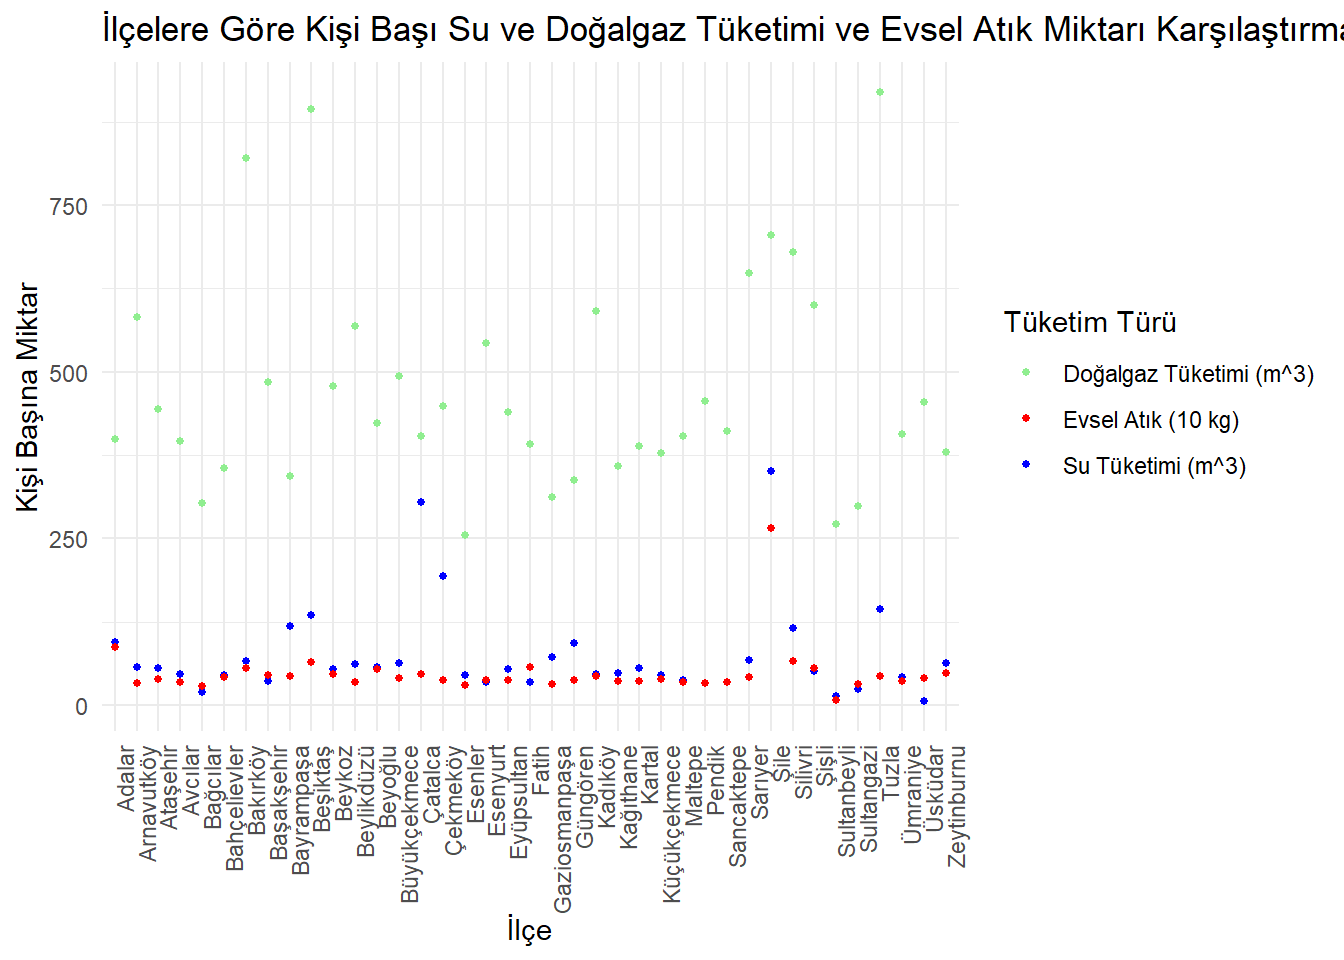 İlçelere Göre Kişi Başı Su ve Doğalgaz Tüketimi ve Evsel Atık Miktarı Karşılaştırma
Kişi Başına Miktar
750
500
250
0
Adalar
Arnavutköy
Ataşehir
Avcılar
Bağcılar
Bahçelievler
Bakırköy
Başakşehir
Bayrampaşa
Beşiktaş
Beykoz
Beylikdüzü
Beyoğlu
Büyükçekmece
Çatalca
Çekmeköy
Esenler
Esenyurt
Eyüpsultan
Fatih
Gaziosmanpaşa
Güngören
Kadıköy
Kağıthane
Kartal
Küçükçekmece
Maltepe
Pendik
Sancaktepe
Sarıyer
Şile
Silivri
Şişli
Sultanbeyli
Sultangazi
Tuzla
Ümraniye
Üsküdar
Zeytinburnu
İlçe
Tüketim Türü
Doğalgaz Tüketimi (m^3)
Evsel Atık (10 kg)
Su Tüketimi (m^3)